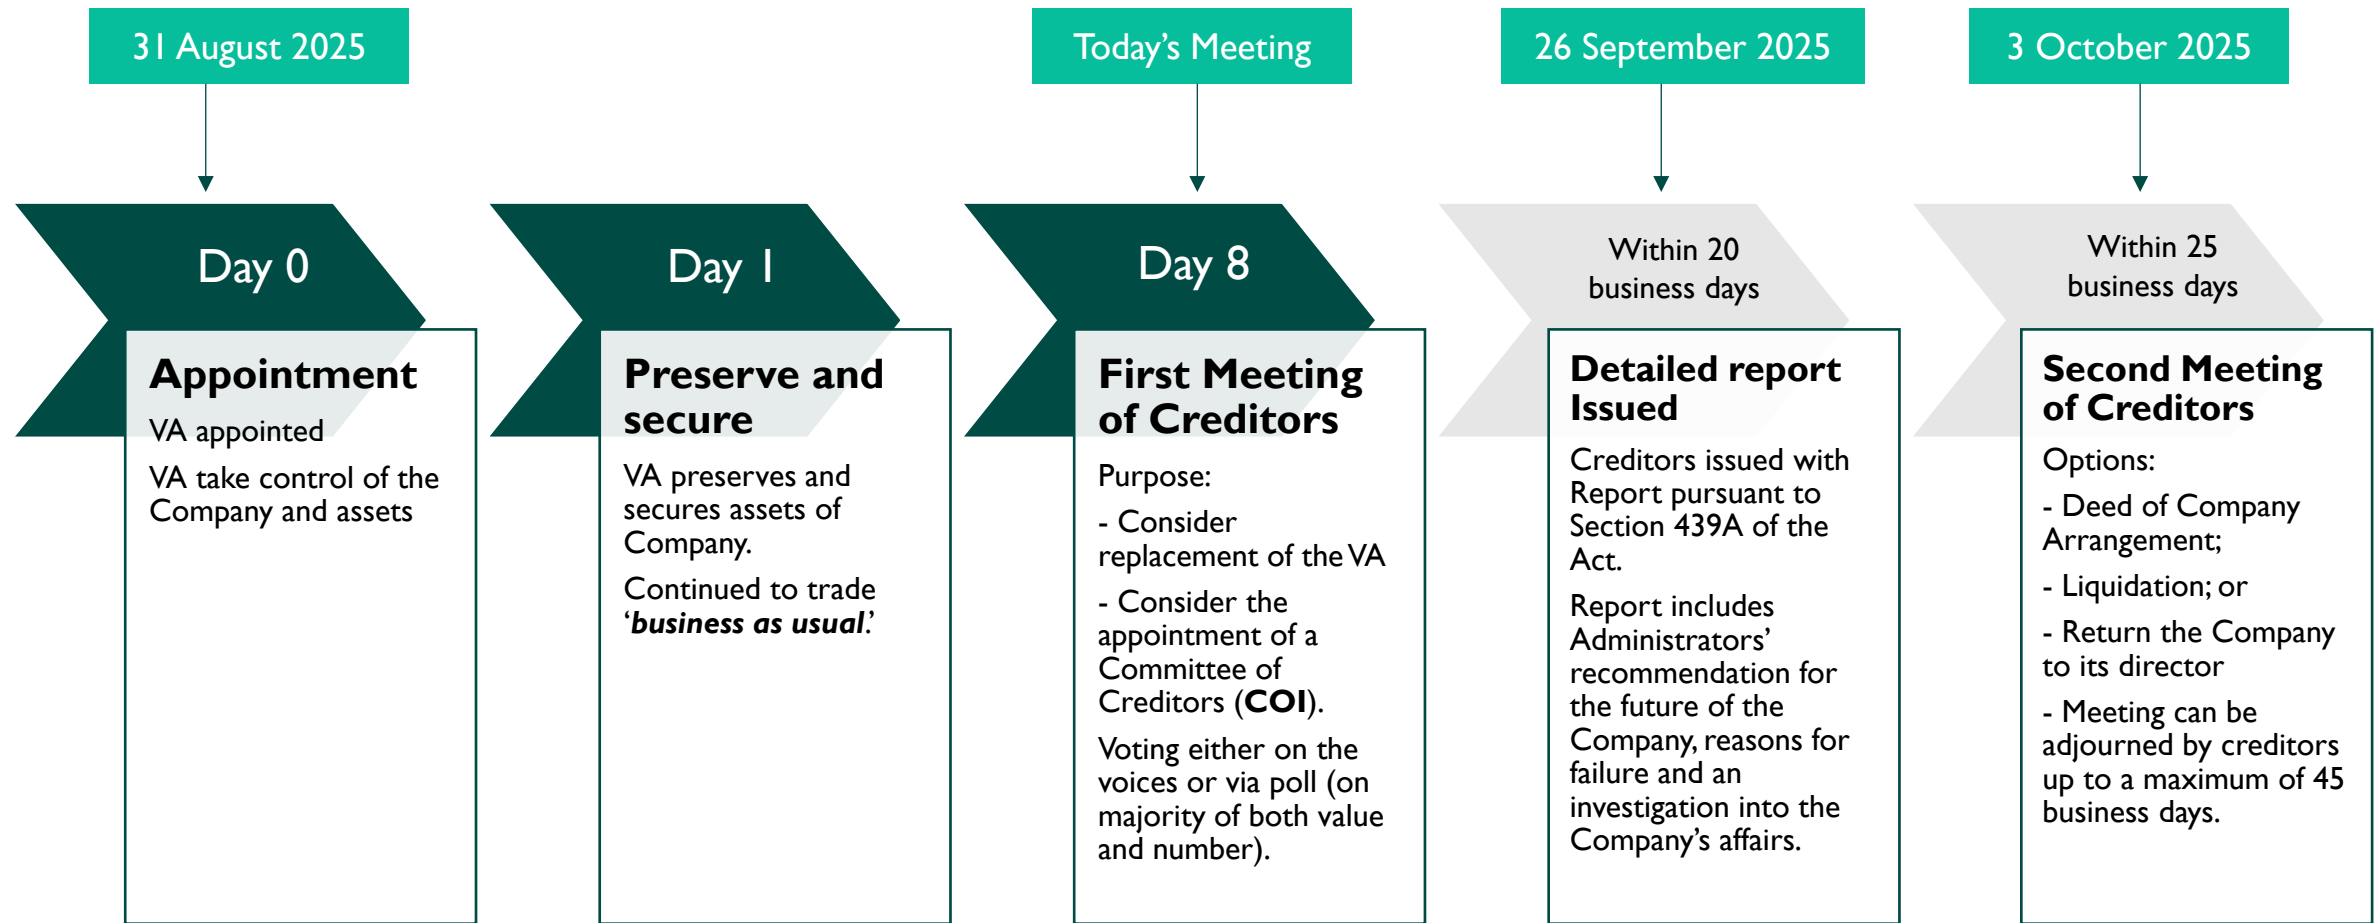 31 August 2025
Today's Meeting
26 September 2025
3 October 2025
Day 0
Appointment
VA appointed
VA take control of the
Company and assets
Day 1
Preserve and
secure
VA preserves and
secures assets of
Company.
Continued to trade
‘business as usual.’
Day 8
First Meeting
of Creditors
Purpose:
- Consider
replacement of the VA
- Consider the
appointment of a
Committee of
Creditors (COI).
Voting either on the
voices or via poll (on
majority of both value
and number).
Within 20
business days
Detailed report
Issued
Creditors issued with
Report pursuant to
Section 439A of the
Act.
Report includes
Administrators’
recommendation for
the future of the
Company, reasons for
failure and an
investigation into the
Company’s affairs.
Within 25
business days
Second Meeting
of Creditors
Options:
- Deed of Company
Arrangement;
- Liquidation; or
- Return the Company
to its director
- Meeting can be
adjourned by creditors
up to a maximum of 45
business days.